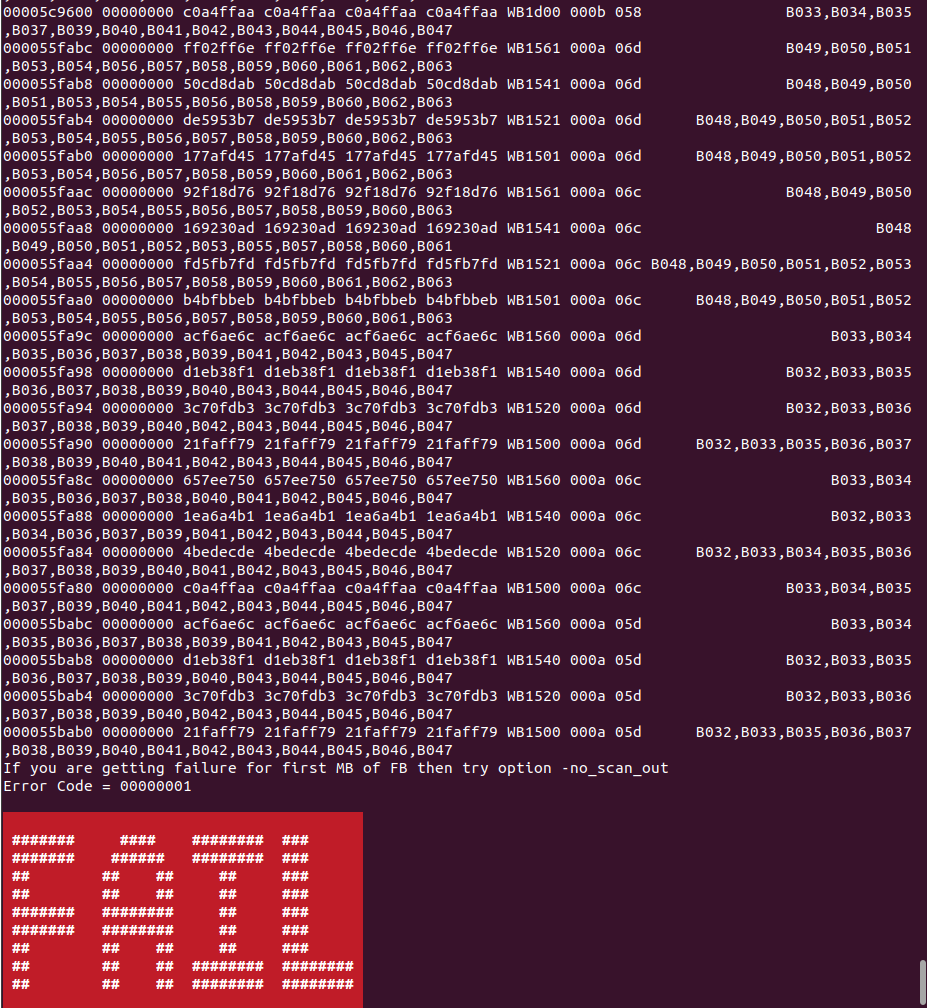 00005c9600 00000000 c0a4ffaa c0a4ffaa c0a4ffaa c0a4ffaa WB1d00 000b 058                B033,B034,B035
,B037,B039,B040,B041,B042,B043,B044,B045,B046,B047
000055fabc 00000000 ff02ff6e ff02ff6e ff02ff6e ff02ff6e WB1561 000a 06d                B049,B050,B051
,B053,B054,B056,B057,B058,B059,B060,B061,B062,B063
000055fab8 00000000 50cd8dab 50cd8dab 50cd8dab 50cd8dab WB1541 000a 06d                B048,B049,B050
,B051,B053,B054,B055,B056,B058,B059,B060,B062,B063
000055fab4 00000000 de5953b7 de5953b7 de5953b7 de5953b7 WB1521 000a 06d      B048,B049,B050,B051,B052
,B053,B054,B055,B056,B057,B058,B060,B061,B062,B063
000055fab0 00000000 177afd45 177afd45 177afd45 177afd45 WB1501 000a 06d      B048,B049,B050,B051,B052
,B053,B054,B056,B057,B058,B059,B060,B061,B062,B063
000055faac 00000000 92f18d76 92f18d76 92f18d76 92f18d76 WB1561 000a 06c                B048,B049,B050
,B052,B053,B054,B055,B056,B057,B058,B059,B060,B063
000055faa8 00000000 169230ad 169230ad 169230ad 169230ad WB1541 000a 06c                          B048
,B049,B050,B051,B052,B053,B055,B057,B058,B060,B061
000055faa4 00000000 fd5fb7fd fd5fb7fd fd5fb7fd fd5fb7fd WB1521 000a 06c B048,B049,B050,B051,B052,B053
,B054,B055,B056,B057,B058,B059,B060,B061,B062,B063
000055faa0 00000000 b4bfbbeb b4bfbbeb b4bfbbeb b4bfbbeb WB1501 000a 06c      B048,B049,B050,B051,B052
,B053,B054,B055,B056,B057,B058,B059,B060,B061,B063
000055fa9c 00000000 acf6ae6c acf6ae6c acf6ae6c acf6ae6c WB1560 000a 06d                     B033,B034
,B035,B036,B037,B038,B039,B041,B042,B043,B045,B047
000055fa98 00000000 d1eb38f1 d1eb38f1 d1eb38f1 d1eb38f1 WB1540 000a 06d                B032,B033,B035
,B036,B037,B038,B039,B040,B043,B044,B045,B046,B047
000055fa94 00000000 3c70fdb3 3c70fdb3 3c70fdb3 3c70fdb3 WB1520 000a 06d                B032,B033,B036
,B037,B038,B039,B040,B042,B043,B044,B045,B046,B047
000055fa90 00000000 21faff79 21faff79 21faff79 21faff79 WB1500 000a 06d      B032,B033,B035,B036,B037
,B038,B039,B040,B041,B042,B043,B044,B045,B046,B047
000055fa8c 00000000 657ee750 657ee750 657ee750 657ee750 WB1560 000a 06c                     B033,B034
,B035,B036,B037,B038,B040,B041,B042,B045,B046,B047
000055fa88 00000000 1ea6a4b1 1ea6a4b1 1ea6a4b1 1ea6a4b1 WB1540 000a 06c                     B032,B033
,B034,B036,B037,B039,B041,B042,B043,B044,B045,B047
000055fa84 00000000 4bedecde 4bedecde 4bedecde 4bedecde WB1520 000a 06c      B032,B033,B034,B035,B036
,B037,B038,B039,B040,B041,B042,B043,B045,B046,B047
000055fa80 00000000 c0a4ffaa c0a4ffaa c0a4ffaa c0a4ffaa WB1500 000a 06c                B033,B034,B035
,B037,B039,B040,B041,B042,B043,B044,B045,B046,B047
000055babc 00000000 acf6ae6c acf6ae6c acf6ae6c acf6ae6c WB1560 000a 05d                     B033,B034
,B035,B036,B037,B038,B039,B041,B042,B043,B045,B047
000055bab8 00000000 d1eb38f1 d1eb38f1 d1eb38f1 d1eb38f1 WB1540 000a 05d                B032,B033,B035
,B036,B037,B038,B039,B040,B043,B044,B045,B046,B047
000055bab4 00000000 3c70fdb3 3c70fdb3 3c70fdb3 3c70fdb3 WB1520 000a 05d                B032,B033,B036
,B037,B038,B039,B040,B042,B043,B044,B045,B046,B047
000055bab0 00000000 21faff79 21faff79 21faff79 21faff79 WB1500 000a 05d      B032,B033,B035,B036,B037
,B038,B039,B040,B041,B042,B043,B044,B045,B046,B047
If you are getting failure for first MB of FB then try option -no_scan_out
Error Code = 00000001
#######     ####    ########  ###
#######    ######   ########  ###
##        ##    ##     ##     ###
##        ##    ##     ##     ###
#######   ########     ##     ###
#######   ########     ##     ###
##        ##    ##     ##     ###
##        ##    ##  ########  ########
##        ##    ##  ########  ########